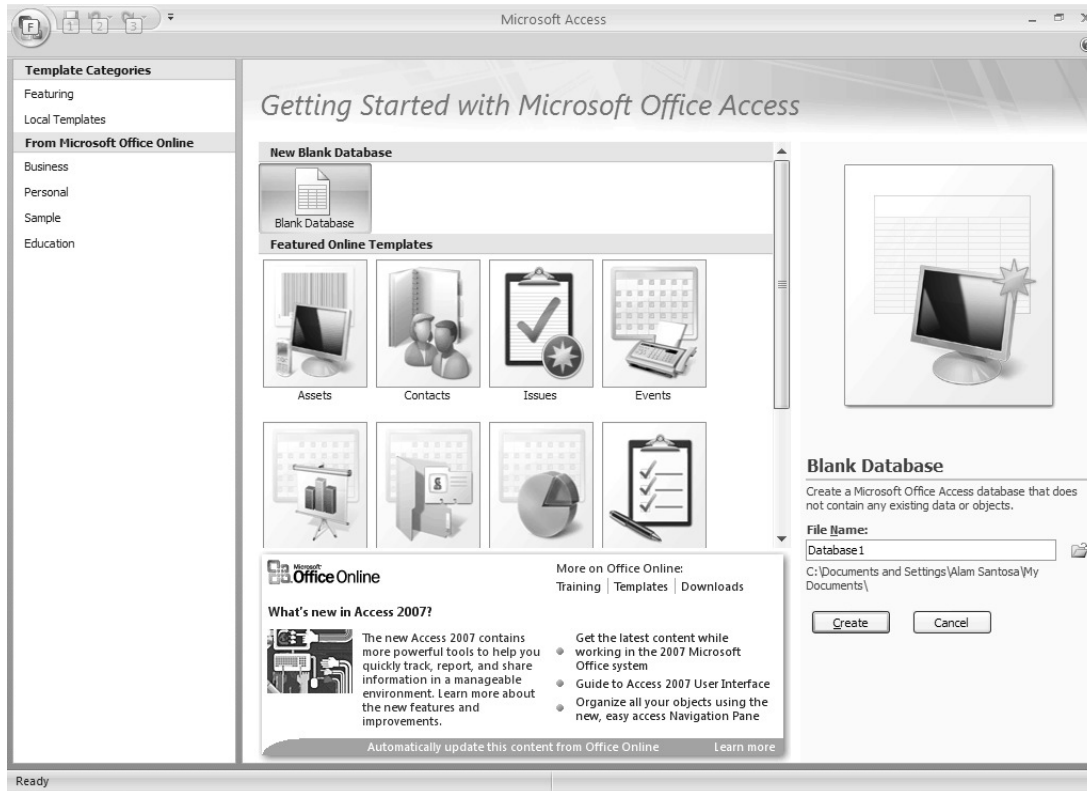 F 1 2 3
Microsoft Access
Template Categories
Featuring
Local Templates
From Microsoft Office Online
Business
Personal
Sample
Education
Getting Started with Microsoft Office Access
New Blank Database
Blank Database
Featured Online Templates
Assets
Contacts
Issues
Events
Microsoft
Office Online
More on Office Online:
Training | Templates | Downloads
What's new in Access 2007?
The new Access 2007 contains
more powerful tools to help you
quickly track, report, and share
information in a manageable
environment. Learn more about
the new features and
improvements.
Get the latest content while
working in the 2007 Microsoft
Office system
Guide to Access 2007 User Interface
Organize all your objects using the
new, easy access Navigation Pane
Automatically update this content from Office Online
Learn more
Blank Database
Create a Microsoft Office Access database that does
not contain any existing data or objects.
File Name:
Database1
C:\Documents and Settings\Alam Santosa\My
Documents\
Create
Cancel
Ready